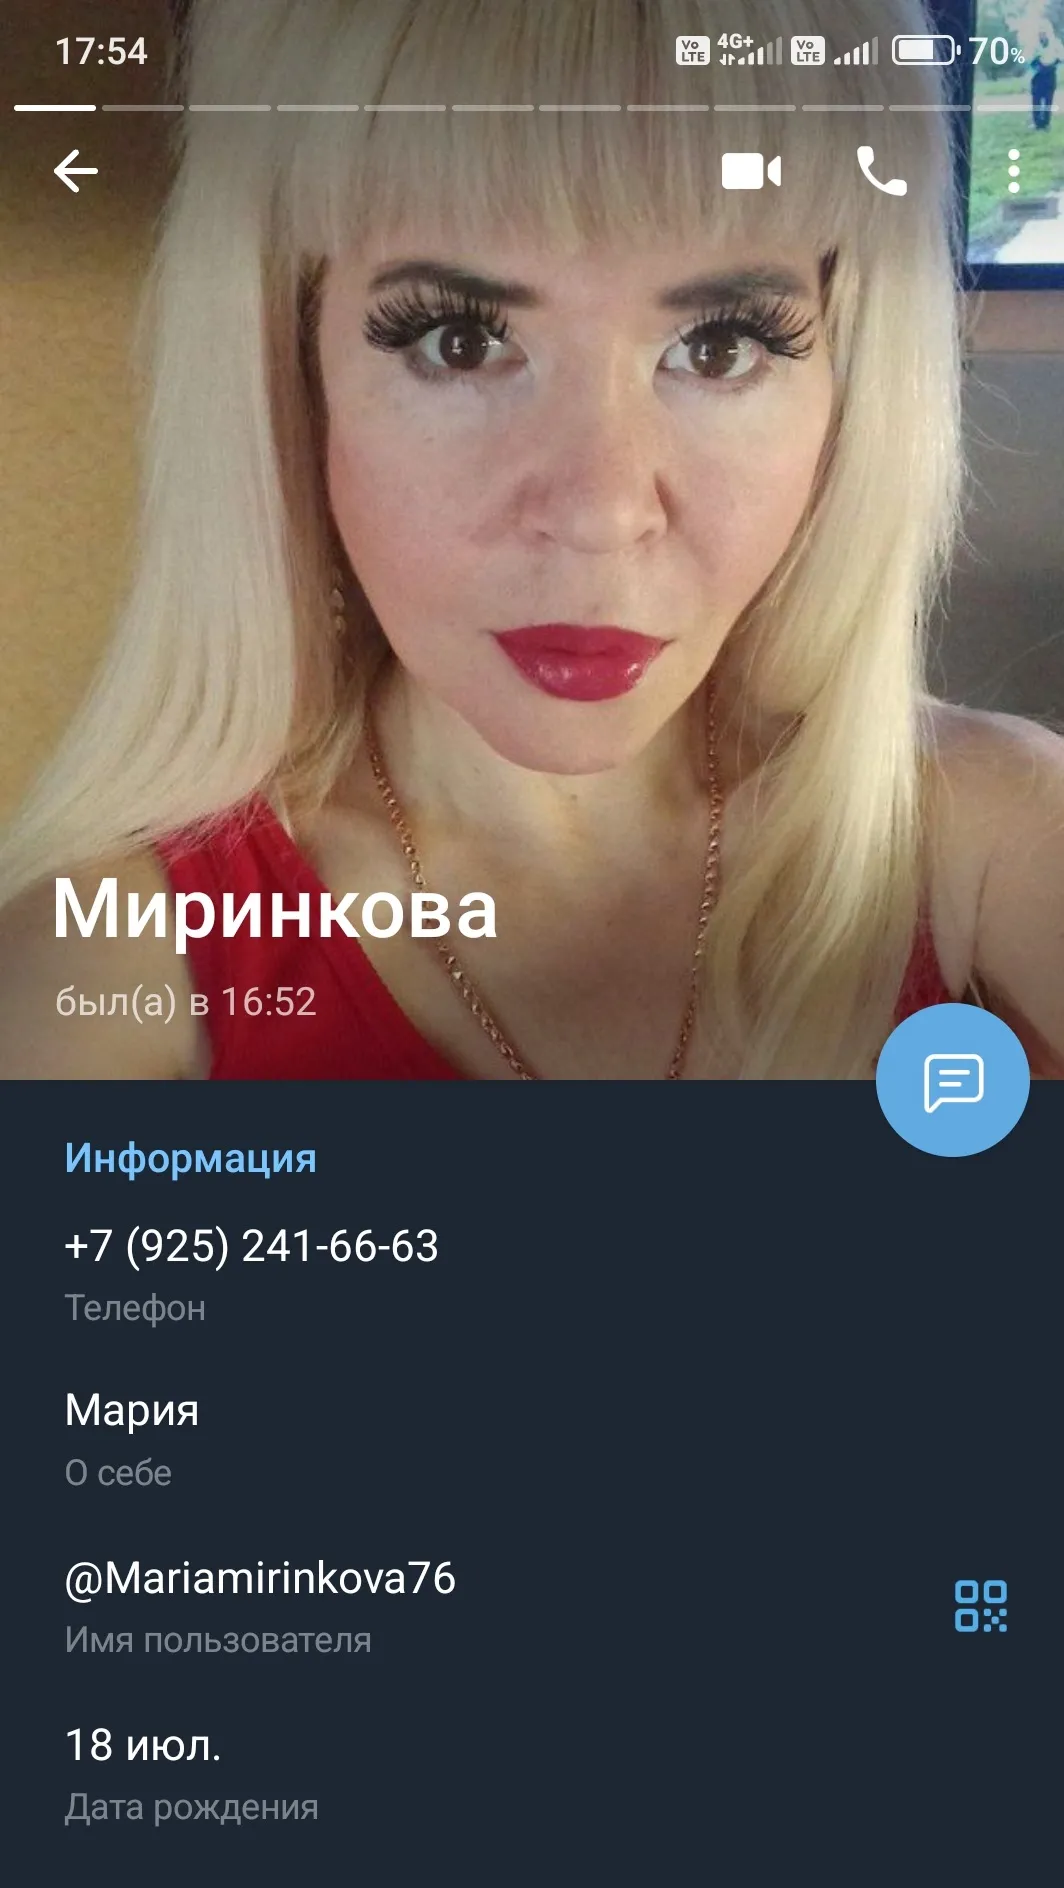 17:54
Vo LTE 4G+ Vo LTE 70%
Миринкова
был(а) в 16:52
Информация
+7 (925) 241-66-63
Телефон
Мария
О себе
@Mariamirinkova76
Имя пользователя
18 июл.
Дата рождения